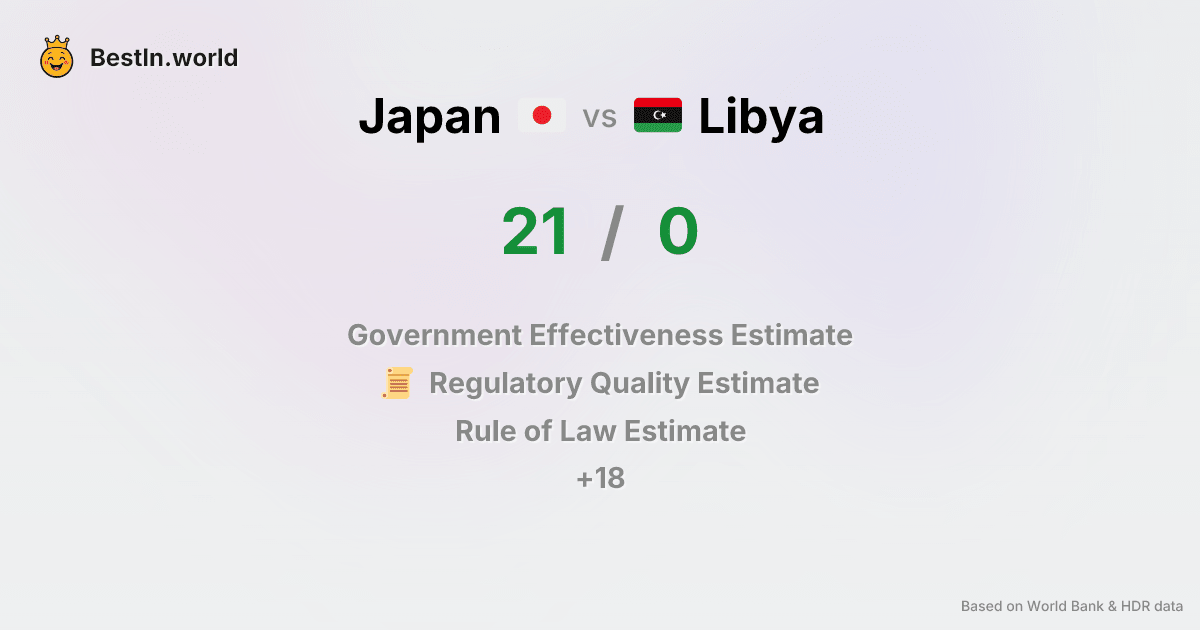 BestIn.world
Japan vs Libya
21 / 0
Government Effectiveness Estimate
Regulatory Quality Estimate
Rule of Law Estimate
+18
Based on World Bank & HDR data